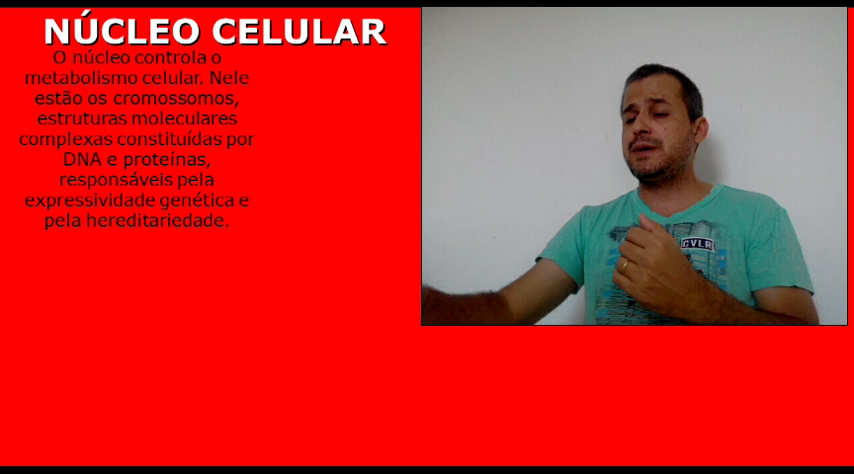 NÚCLEO CELULAR
O núcleo controla o
metabolismo celular. Nele
estão os cromossomos,
estruturas moleculares
complexas constituídas por
DNA e proteínas,
responsáveis pela
expressividade genética e
pela hereditariedade.
CVLR